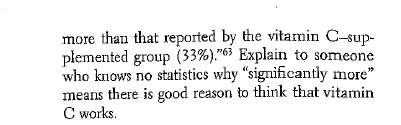 more than that reported by the vitamin C–sup-
plemented group (33%)."63 Explain to someone
who knows no statistics why "significantly more"
means there is good reason to think that vitamin
C works.